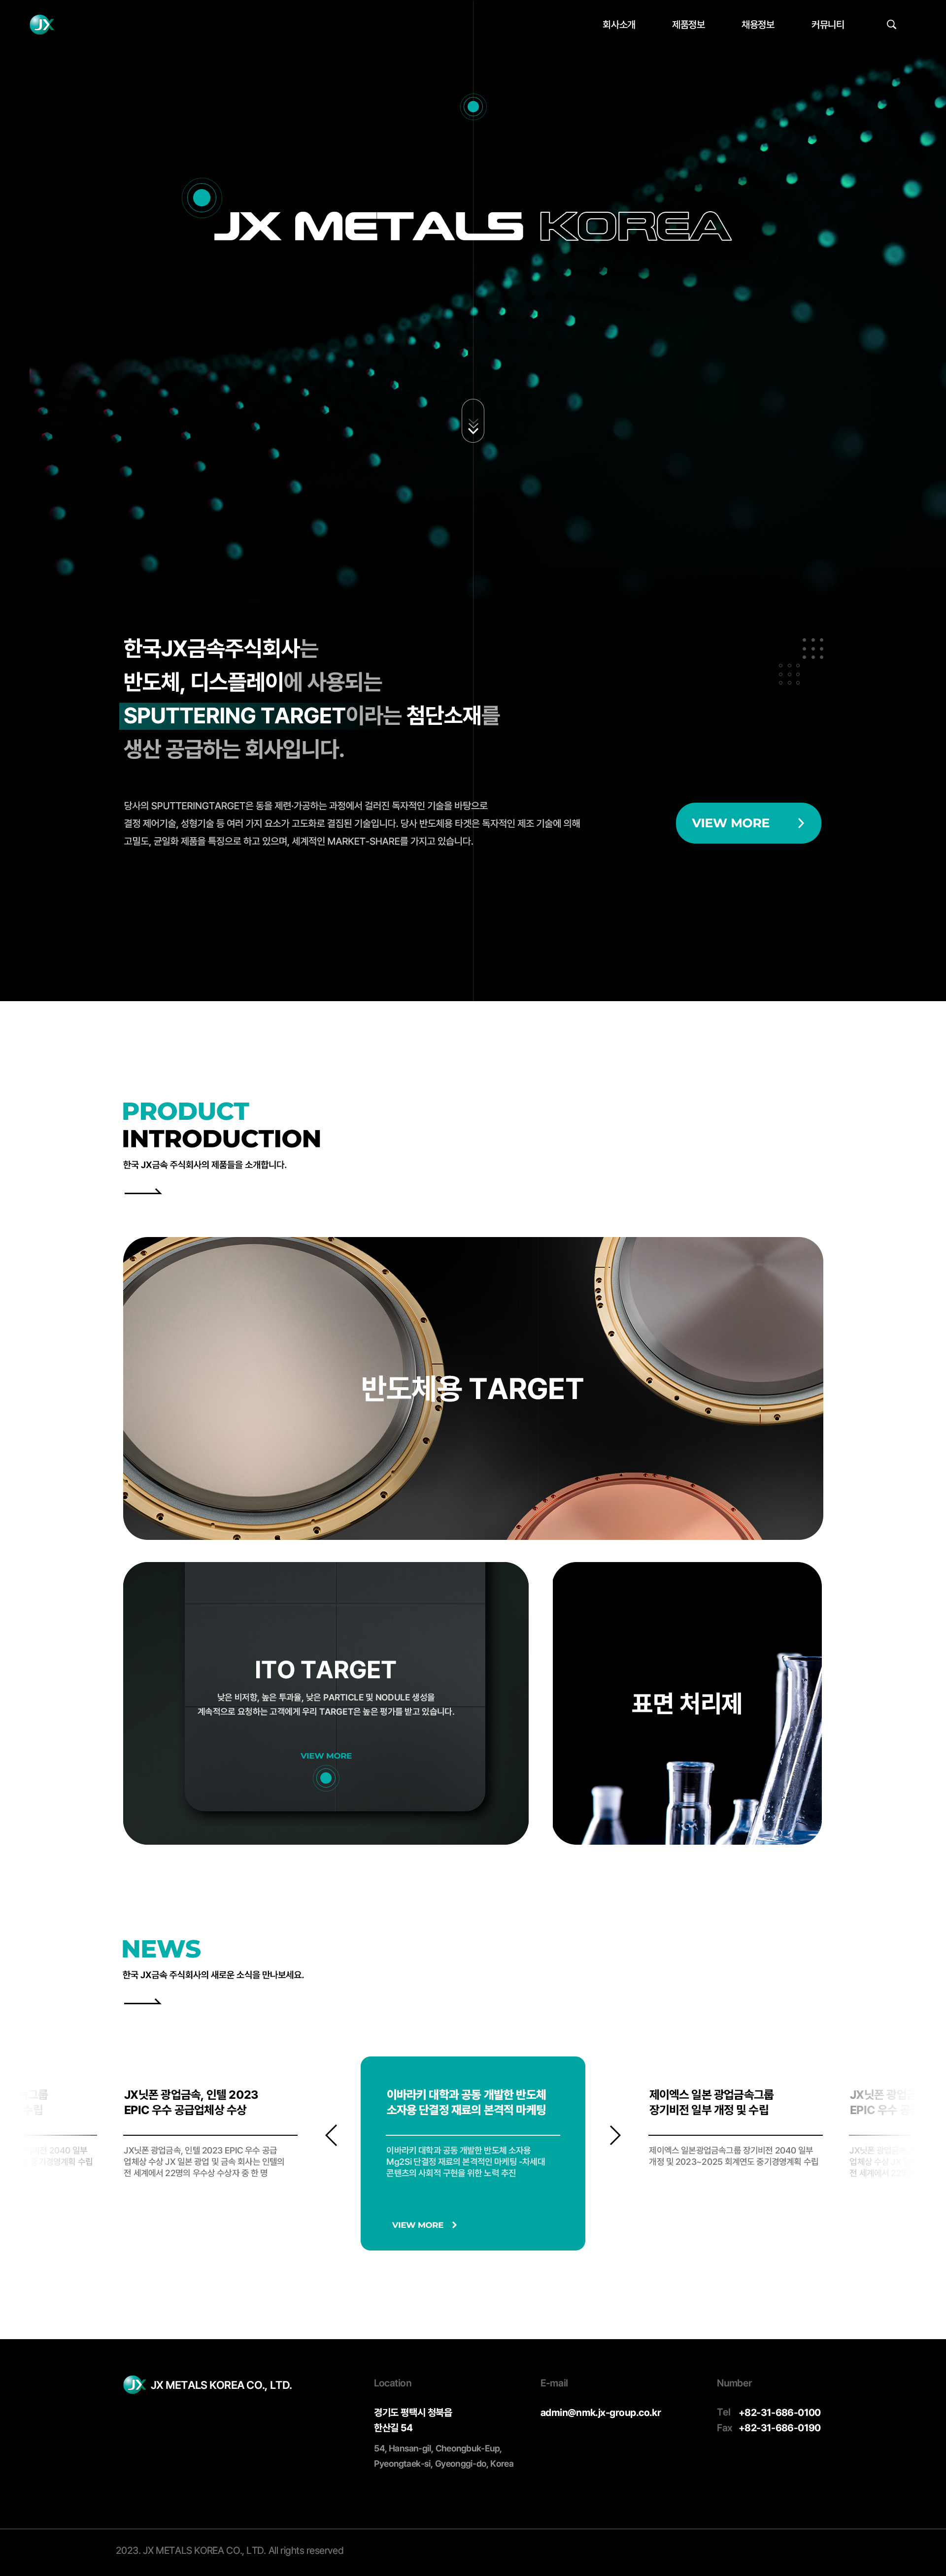 JX
회사소개
제품정보
채용정보
커뮤니티
JX METALS KOREA
한국JX금속주식회사는
반도체, 디스플레이에 사용되는
SPUTTERING TARGET이라는 첨단소재를
생산 공급하는 회사입니다.
당사의 SPUTTERINGTARGET은 동을 제련·가공하는 과정에서 걸러진 독자적인 기술을 바탕으로
결정 제어기술, 성형기술 등 여러 가지 요소가 고도화로 결집된 기술입니다. 당사 반도체용 타겟은 독자적인 제조 기술에 의해
고밀도, 균일화 제품을 특징으로 하고 있으며, 세계적인 MARKET-SHARE를 가지고 있습니다.
VIEW MORE
PRODUCT
INTRODUCTION
한국 JX금속 주식회사의 제품들을 소개합니다.
반도체용 TARGET
ITO TARGET
낮은 비저항, 높은 투과율, 낮은 PARTICLE 및 NODULE 생성을
계속적으로 요청하는 고객에게 우리 TARGET은 높은 평가를 받고 있습니다.
VIEW MORE
표면 처리제
NEWS
한국 JX금속 주식회사의 새로운 소식을 만나보세요.
그룹
수립
비전 2040 일부
중기경영계획 수립
JX닛폰 광업금속, 인텔 2023
EPIC 우수 공급업체상 수상
JX닛폰 광업금속, 인텔 2023 EPIC 우수 공급
업체상 수상 JX 일본 광업 및 금속 회사는 인텔의
전 세계에서 22명의 우수상 수상자 중 한 명
이바라키 대학과 공동 개발한 반도체
소자용 단결정 재료의 본격적 마케팅
이바라키 대학과 공동 개발한 반도체 소자용
Mg2Si 단결정 재료의 본격적인 마케팅 -차세대
콘텐츠의 사회적 구현을 위한 노력 추진
VIEW MORE
제이엑스 일본 광업금속그룹
장기비전 일부 개정 및 수립
제이엑스 일본광업금속그룹 장기비전 2040 일부
개정 및 2023~2025 회계연도 중기경영계획 수립
JX닛폰 광업
EPIC 우수
JX닛폰 광업금속
업체상 수상
전 세계에서
JX JX METALS KOREA CO., LTD.
Location
경기도 평택시 청북읍
한산길 54
54, Hansan-gil, Cheongbuk-Eup,
Pyeongtaek-si, Gyeonggi-do, Korea
E-mail
admin@nmk.jx-group.co.kr
Number
Tel +82-31-686-0100
Fax +82-31-686-0190
2023. JX METALS KOREA CO., LTD. All rights reserved